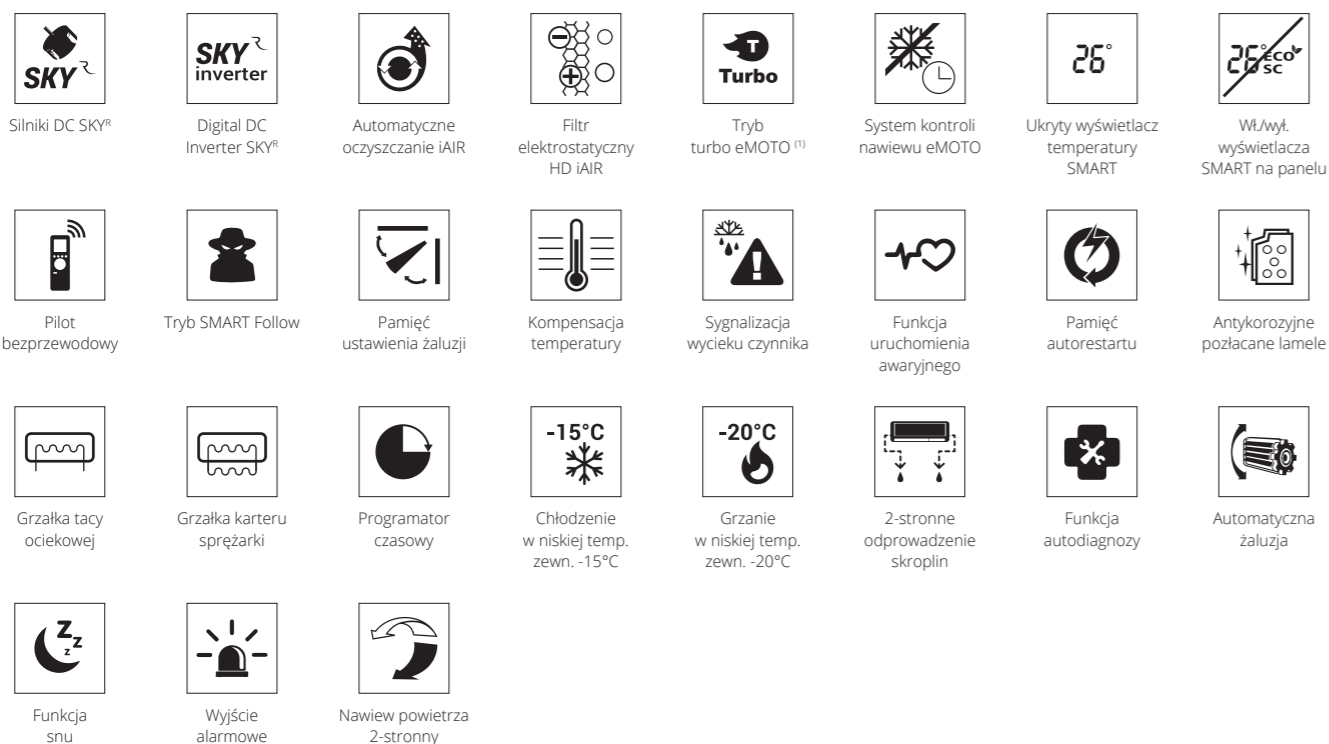 SKY R
SKY R
inverter
T
Turbo
26°
26° ECO
SC
Silniki DC SKYᴿ
Digital DC
Inverter SKYᴿ
Automatyczne
oczyszczanie iAIR
Filtr
elektrostatyczny
HD iAIR
Tryb
turbo eMOTO (1)
System kontroli
nawiewu eMOTO
Ukryty wyświetlacz
temperatury
SMART
Wł./wył.
wyświetlacza
SMART na panelu
Pilot
bezprzewodowy
Tryb SMART Follow
Pamięć
ustawienia żaluzji
Kompensacja
temperatury
Sygnalizacja
wycieku czynnika
Funkcja
uruchomienia
awaryjnego
Pamięć
autorestartu
Antykorozyjne
pozłacane lamele
-15°C
-20°C
Grzałka tacy
ociekowej
Grzałka karteru
sprężarki
Programator
czasowy
Chłodzenie
w niskiej temp.
zewn. -15°C
Grzanie
w niskiej temp.
zewn. -20°C
2-stronne
odprowadzenie
skroplin
Funkcja
autodiagnozy
Automatyczna
żaluzja
Z z z
Funkcja
snu
Wyjście
alarmowe
Nawiew powietrza
2-stronny